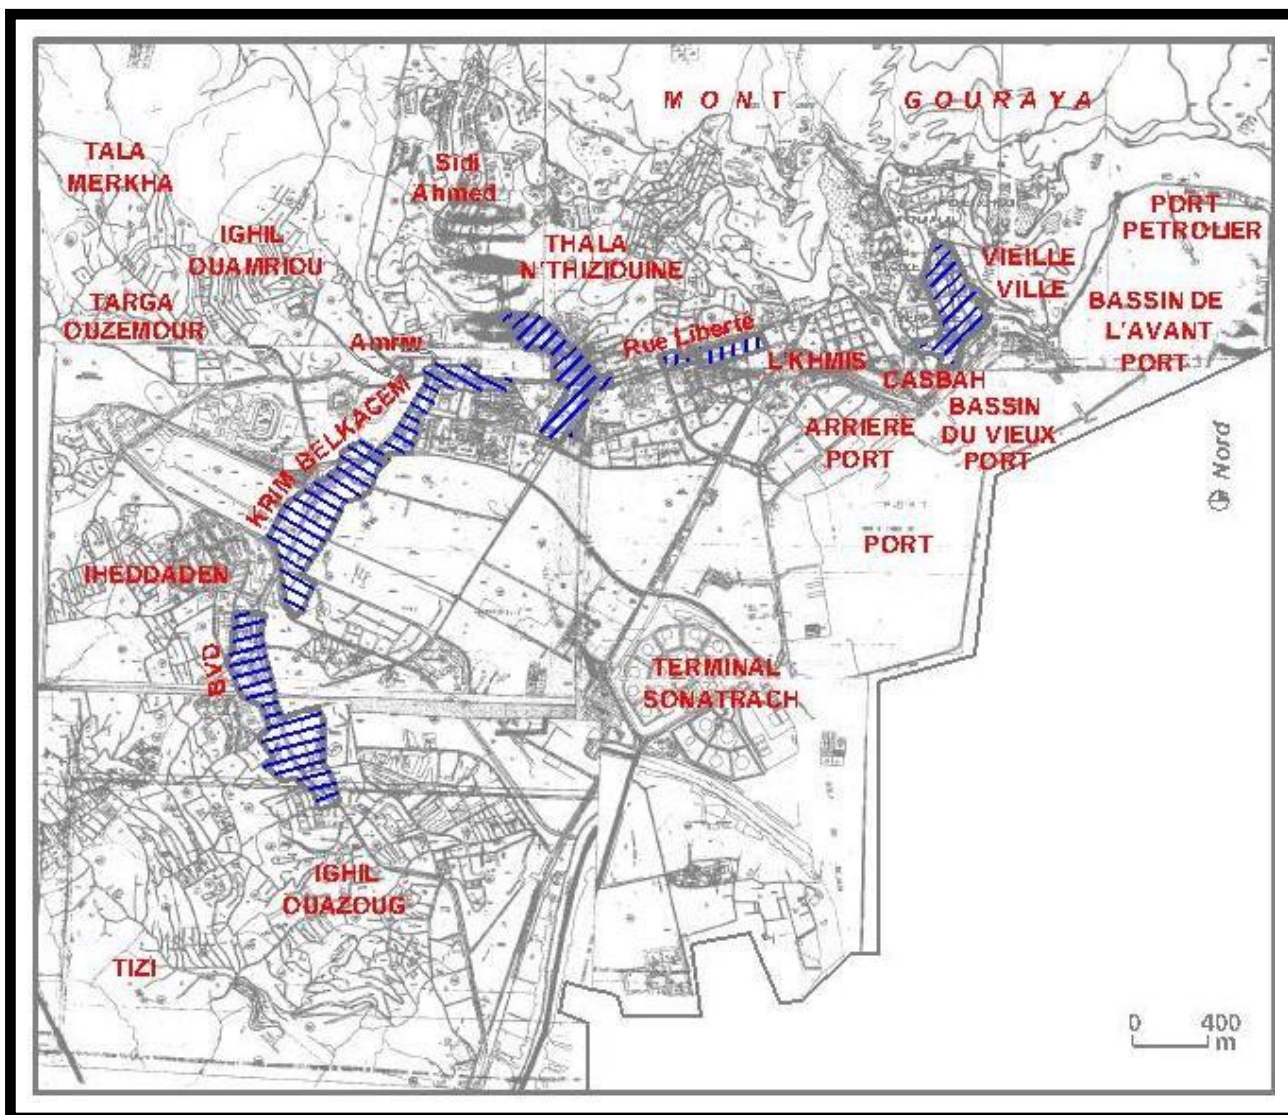 MONT GOURAYA
TALA
MERKHA
Sidi
Ahmed
IGHIL
OUAMRIOU
THALA
N'THIZIOUINE
PORT
PETROLIER
VIEILLE
VILLE
TARGA
OUZEMOUR
BASSIN DE
L'AVANT
PORT
Amriw
Rue Liberté
L'KHMIS
CASBAH
KRIM BELKACEM
ARRIERE
PORT
BASSIN
DU VIEUX
PORT
Nord
PORT
IHEDDADEN
BVD
TERMINAL
SONATRACH
IGHIL
OUAZOUG
TIZI
0 400
m